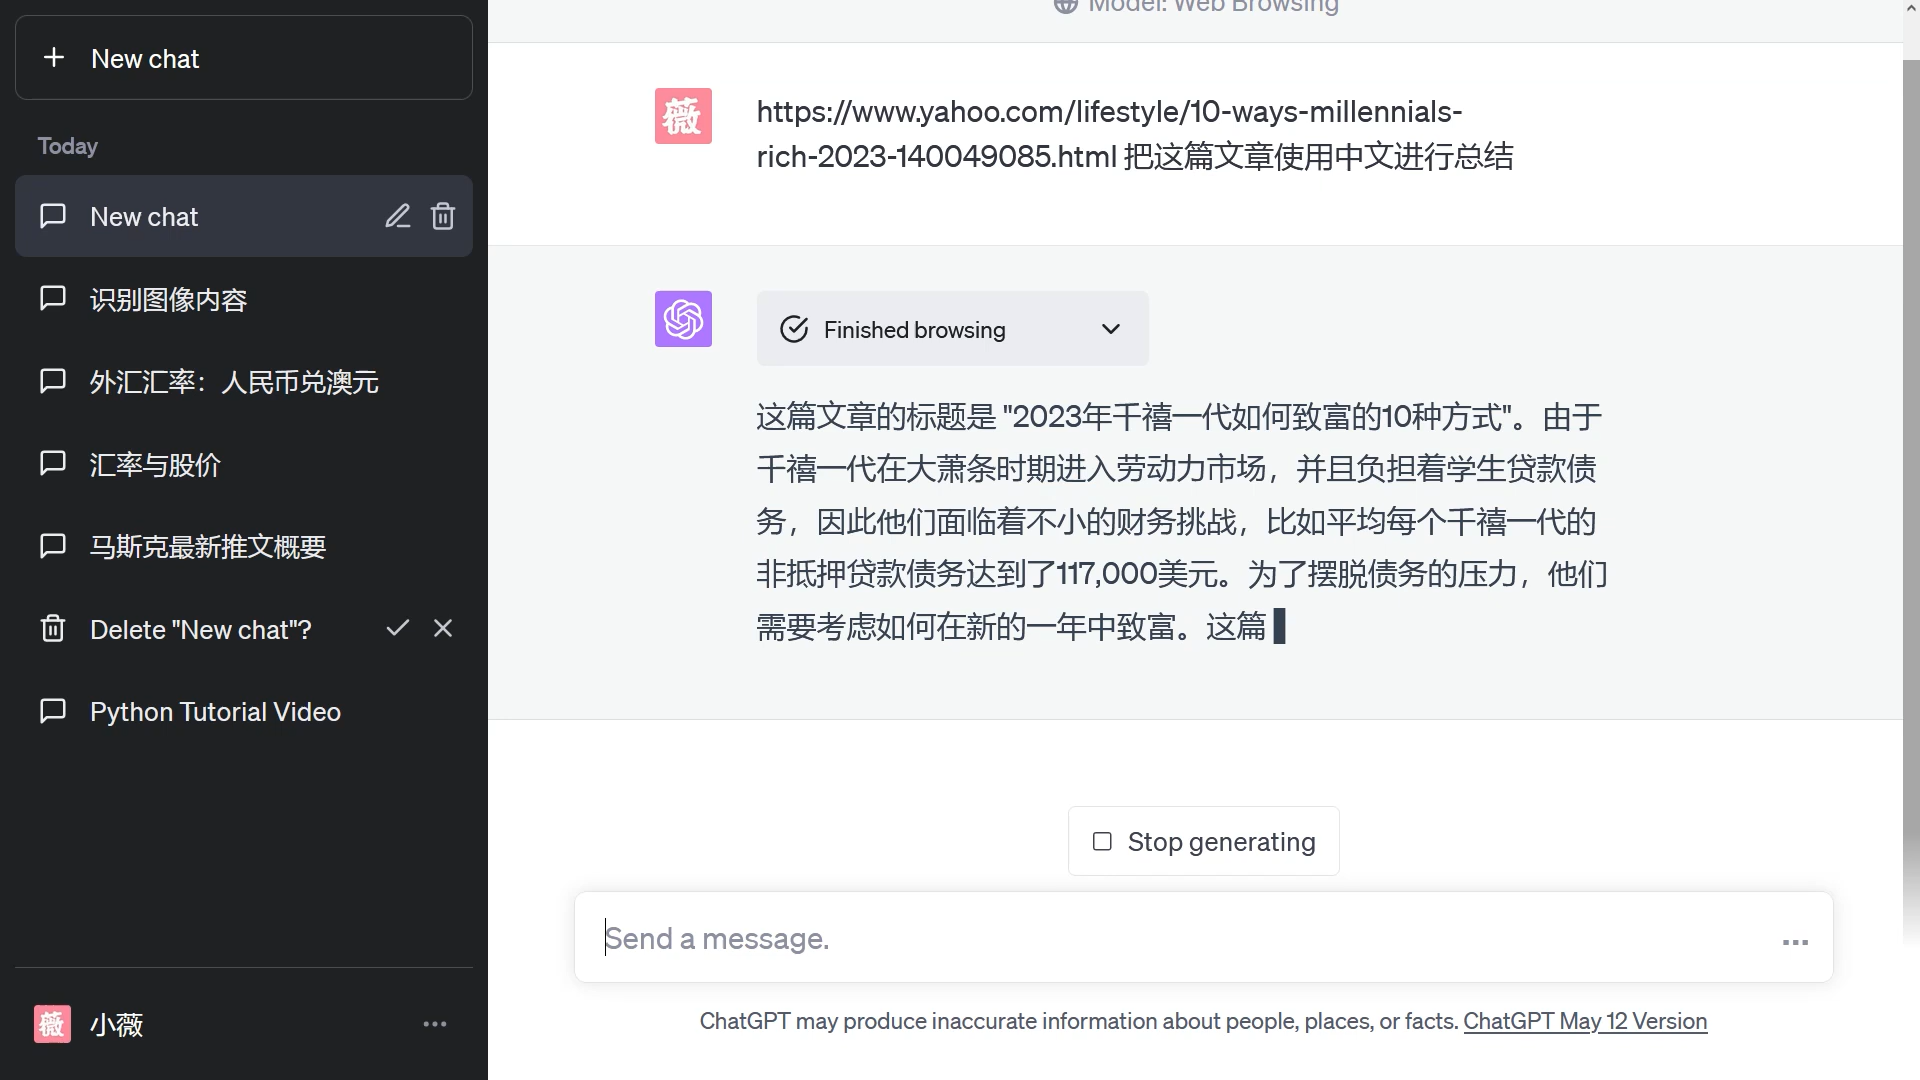 New chat
Today
New chat
识别图像内容
外汇汇率：人民币兑澳元
汇率与股价
马斯克最新推文概要
Delete "New chat"?
Python Tutorial Video
薇 小薇
Model: Web Browsing
薇
https://www.yahoo.com/lifestyle/10-ways-millennials-
rich-2023-140049085.html 把这篇文章使用中文进行总结
Finished browsing
这篇文章的标题是 "2023年千禧一代如何致富的10种方式"。由于
千禧一代在大萧条时期进入劳动力市场，并且负担着学生贷款债
务，因此他们面临着不小的财务挑战，比如平均每个千禧一代的
非抵押贷款债务达到了117,000美元。为了摆脱债务的压力，他们
需要考虑如何在新的一年中致富。这篇
Stop generating
Send a message.
ChatGPT may produce inaccurate information about people, places, or facts. ChatGPT May 12 Version